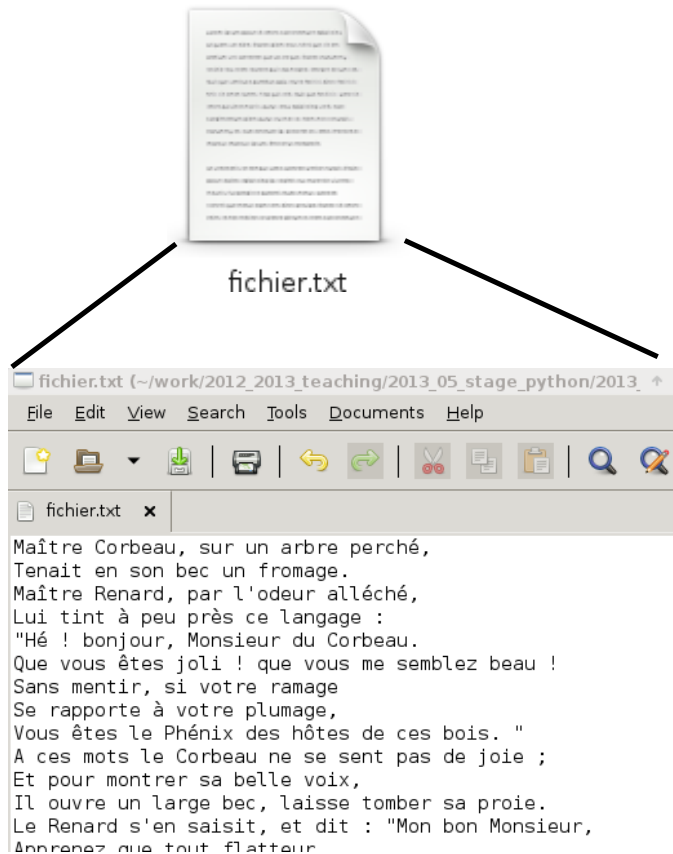 fichier.txt
fichier.txt (~/work/2012_2013_teaching/2013_05_stage_python/2013_
File Edit View Search Tools Documents Help
fichier.txt
Maître Corbeau, sur un arbre perché,
Tenait en son bec un fromage.
Maître Renard, par l'odeur alléché,
Lui tint à peu près ce langage :
"Hé ! bonjour, Monsieur du Corbeau.
Que vous êtes joli ! que vous me semblez beau !
Sans mentir, si votre ramage
Se rapporte à votre plumage,
Vous êtes le Phénix des hôtes de ces bois. "
A ces mots le Corbeau ne se sent pas de joie ;
Et pour montrer sa belle voix,
Il ouvre un large bec, laisse tomber sa proie.
Le Renard s'en saisit, et dit : "Mon bon Monsieur,
Apprenez que tout flatteur